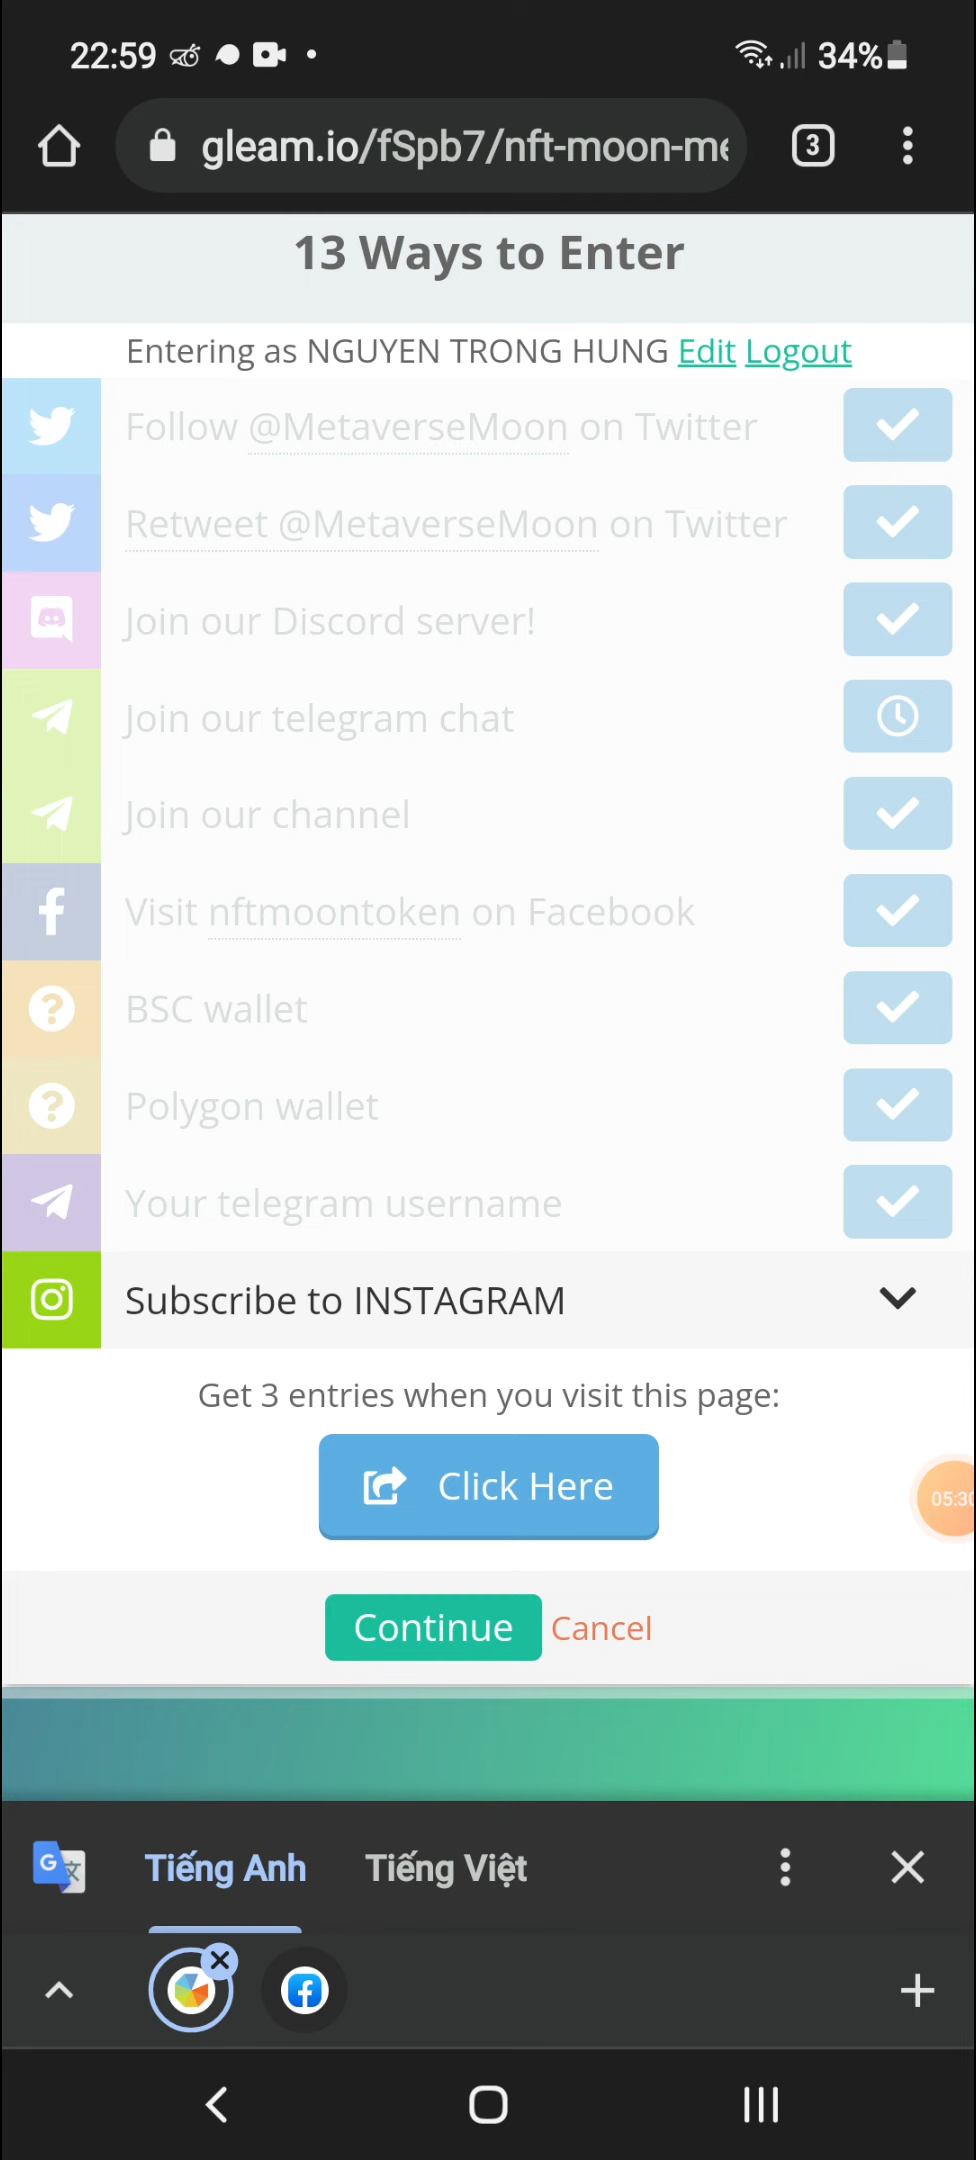 22:59
34%
gleam.io/fSpb7/nft-moon-me
3
13 Ways to Enter
Entering as NGUYEN TRONG HUNG Edit Logout
Follow @MetaverseMoon on Twitter
Retweet @MetaverseMoon on Twitter
Join our Discord server!
Join our telegram chat
Join our channel
Visit nftmoontoken on Facebook
BSC wallet
Polygon wallet
Your telegram username
Subscribe to INSTAGRAM
Get 3 entries when you visit this page:
Click Here
05:30
Continue Cancel
Tiếng Anh Tiếng Việt